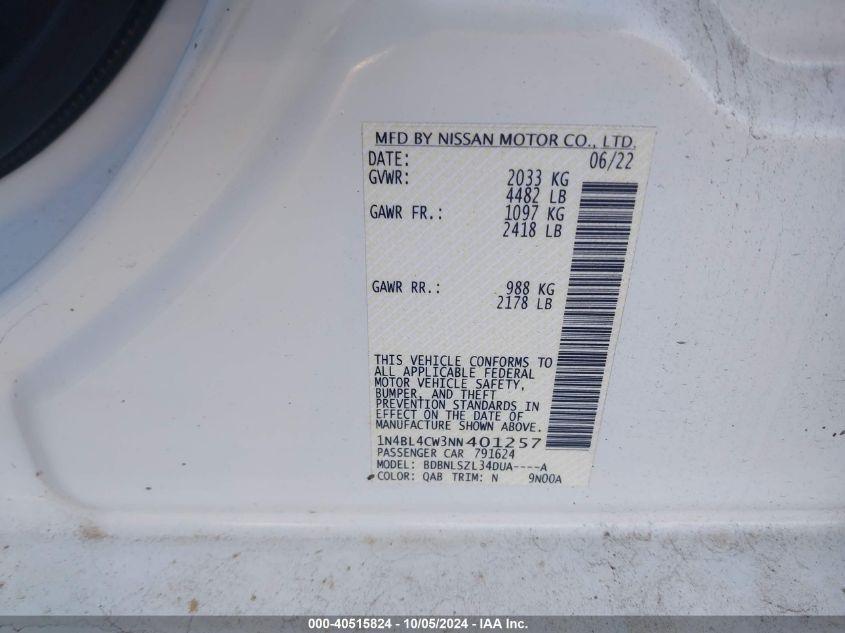 MFD BY NISSAN MOTOR CO., LTD.
DATE: 06/22
GVWR: 2033 KG
4482 LB
GAWR FR.: 1097 KG
2418 LB
GAWR RR.: 988 KG
2178 LB
THIS VEHICLE CONFORMS TO
ALL APPLICABLE FEDERAL
MOTOR VEHICLE SAFETY,
BUMPER, AND THEFT
PREVENTION STANDARDS IN
EFFECT ON THE DATE OF
MANUFACTURE SHOWN ABOVE.
1N4BL4CW3NN401257
PASSENGER CAR 791624
MODEL: BDBNLSZL34DUA----A
COLOR: QAB TRIM: N 9N00A
000-40515824 - 10/05/2024 - IAA Inc.